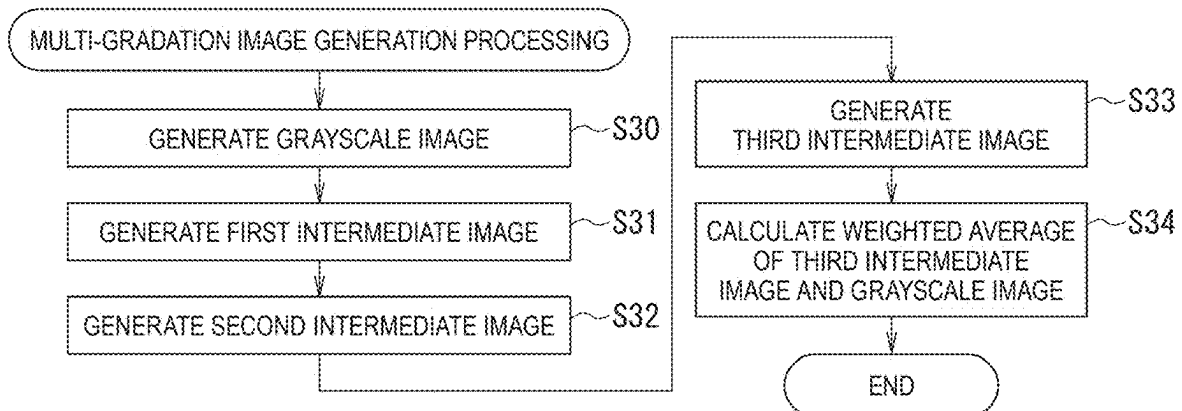 MULTI-GRADATION IMAGE GENERATION PROCESSING
GENERATE GRAYSCALE IMAGE
S30
GENERATE FIRST INTERMEDIATE IMAGE
S31
GENERATE SECOND INTERMEDIATE IMAGE
S32
GENERATE
THIRD INTERMEDIATE IMAGE
S33
CALCULATE WEIGHTED AVERAGE
OF THIRD INTERMEDIATE
IMAGE AND GRAYSCALE IMAGE
S34
END